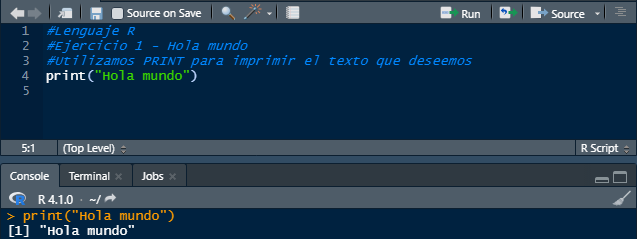 Source on Save Run Source
1 #Lenguaje R
2 #Ejercicio 1 - Hola mundo
3 #Utilizamos PRINT para imprimir el texto que deseemos
4 print("Hola mundo")
5
5:1 (Top Level) R Script
Console Terminal Jobs
R 4.1.0 · ~/
> print("Hola mundo")
[1] "Hola mundo"